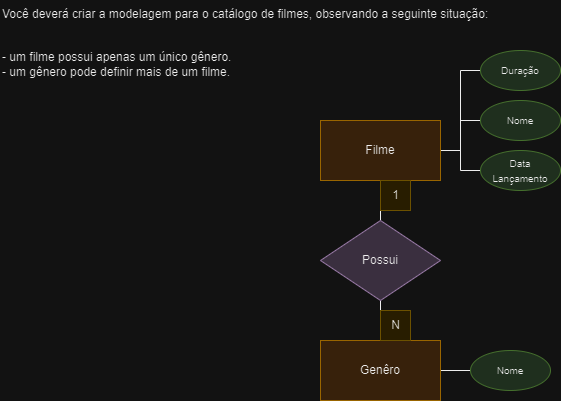 Você deverá criar a modelagem para o catálogo de filmes, observando a seguinte situação:
- um filme possui apenas um único gênero.
- um gênero pode definir mais de um filme.
Duração
Nome
Filme
Data
Lançamento
1
Possui
N
Genêro
Nome